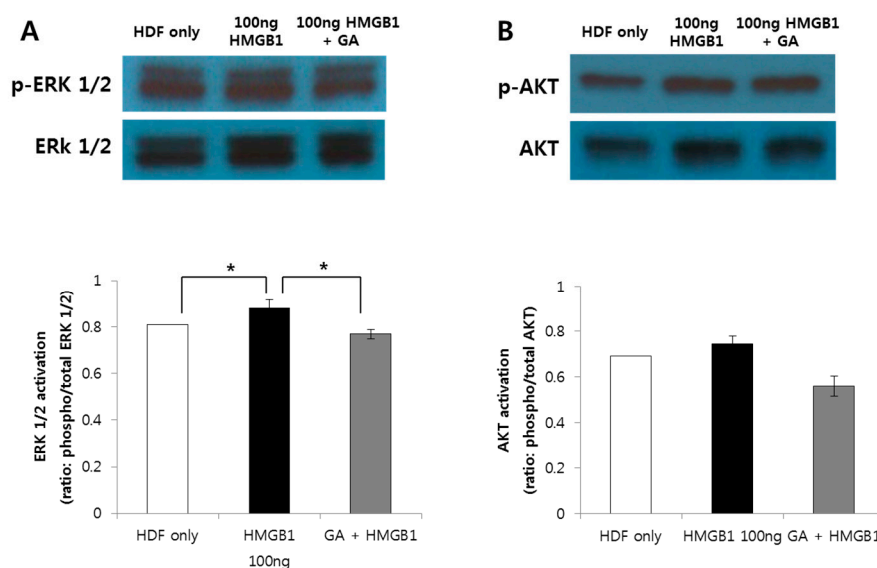 A
HDF only
100ng
HMGB1
100ng HMGB1
+ GA
p-ERK 1/2
ERk 1/2
B
HDF only
100ng
HMGB1
100ng HMGB1
+ GA
p-AKT
AKT
ERK 1/2 activation
(ratio: phospho/total ERK 1/2)
1
0.8
0.6
0.4
0.2
0
*
*
HDF only
HMGB1
100ng
GA + HMGB1
AKT activation
(ratio: phospho/total AKT)
1
0.8
0.6
0.4
0.2
0
HDF only
HMGB1 100ng
GA + HMGB1